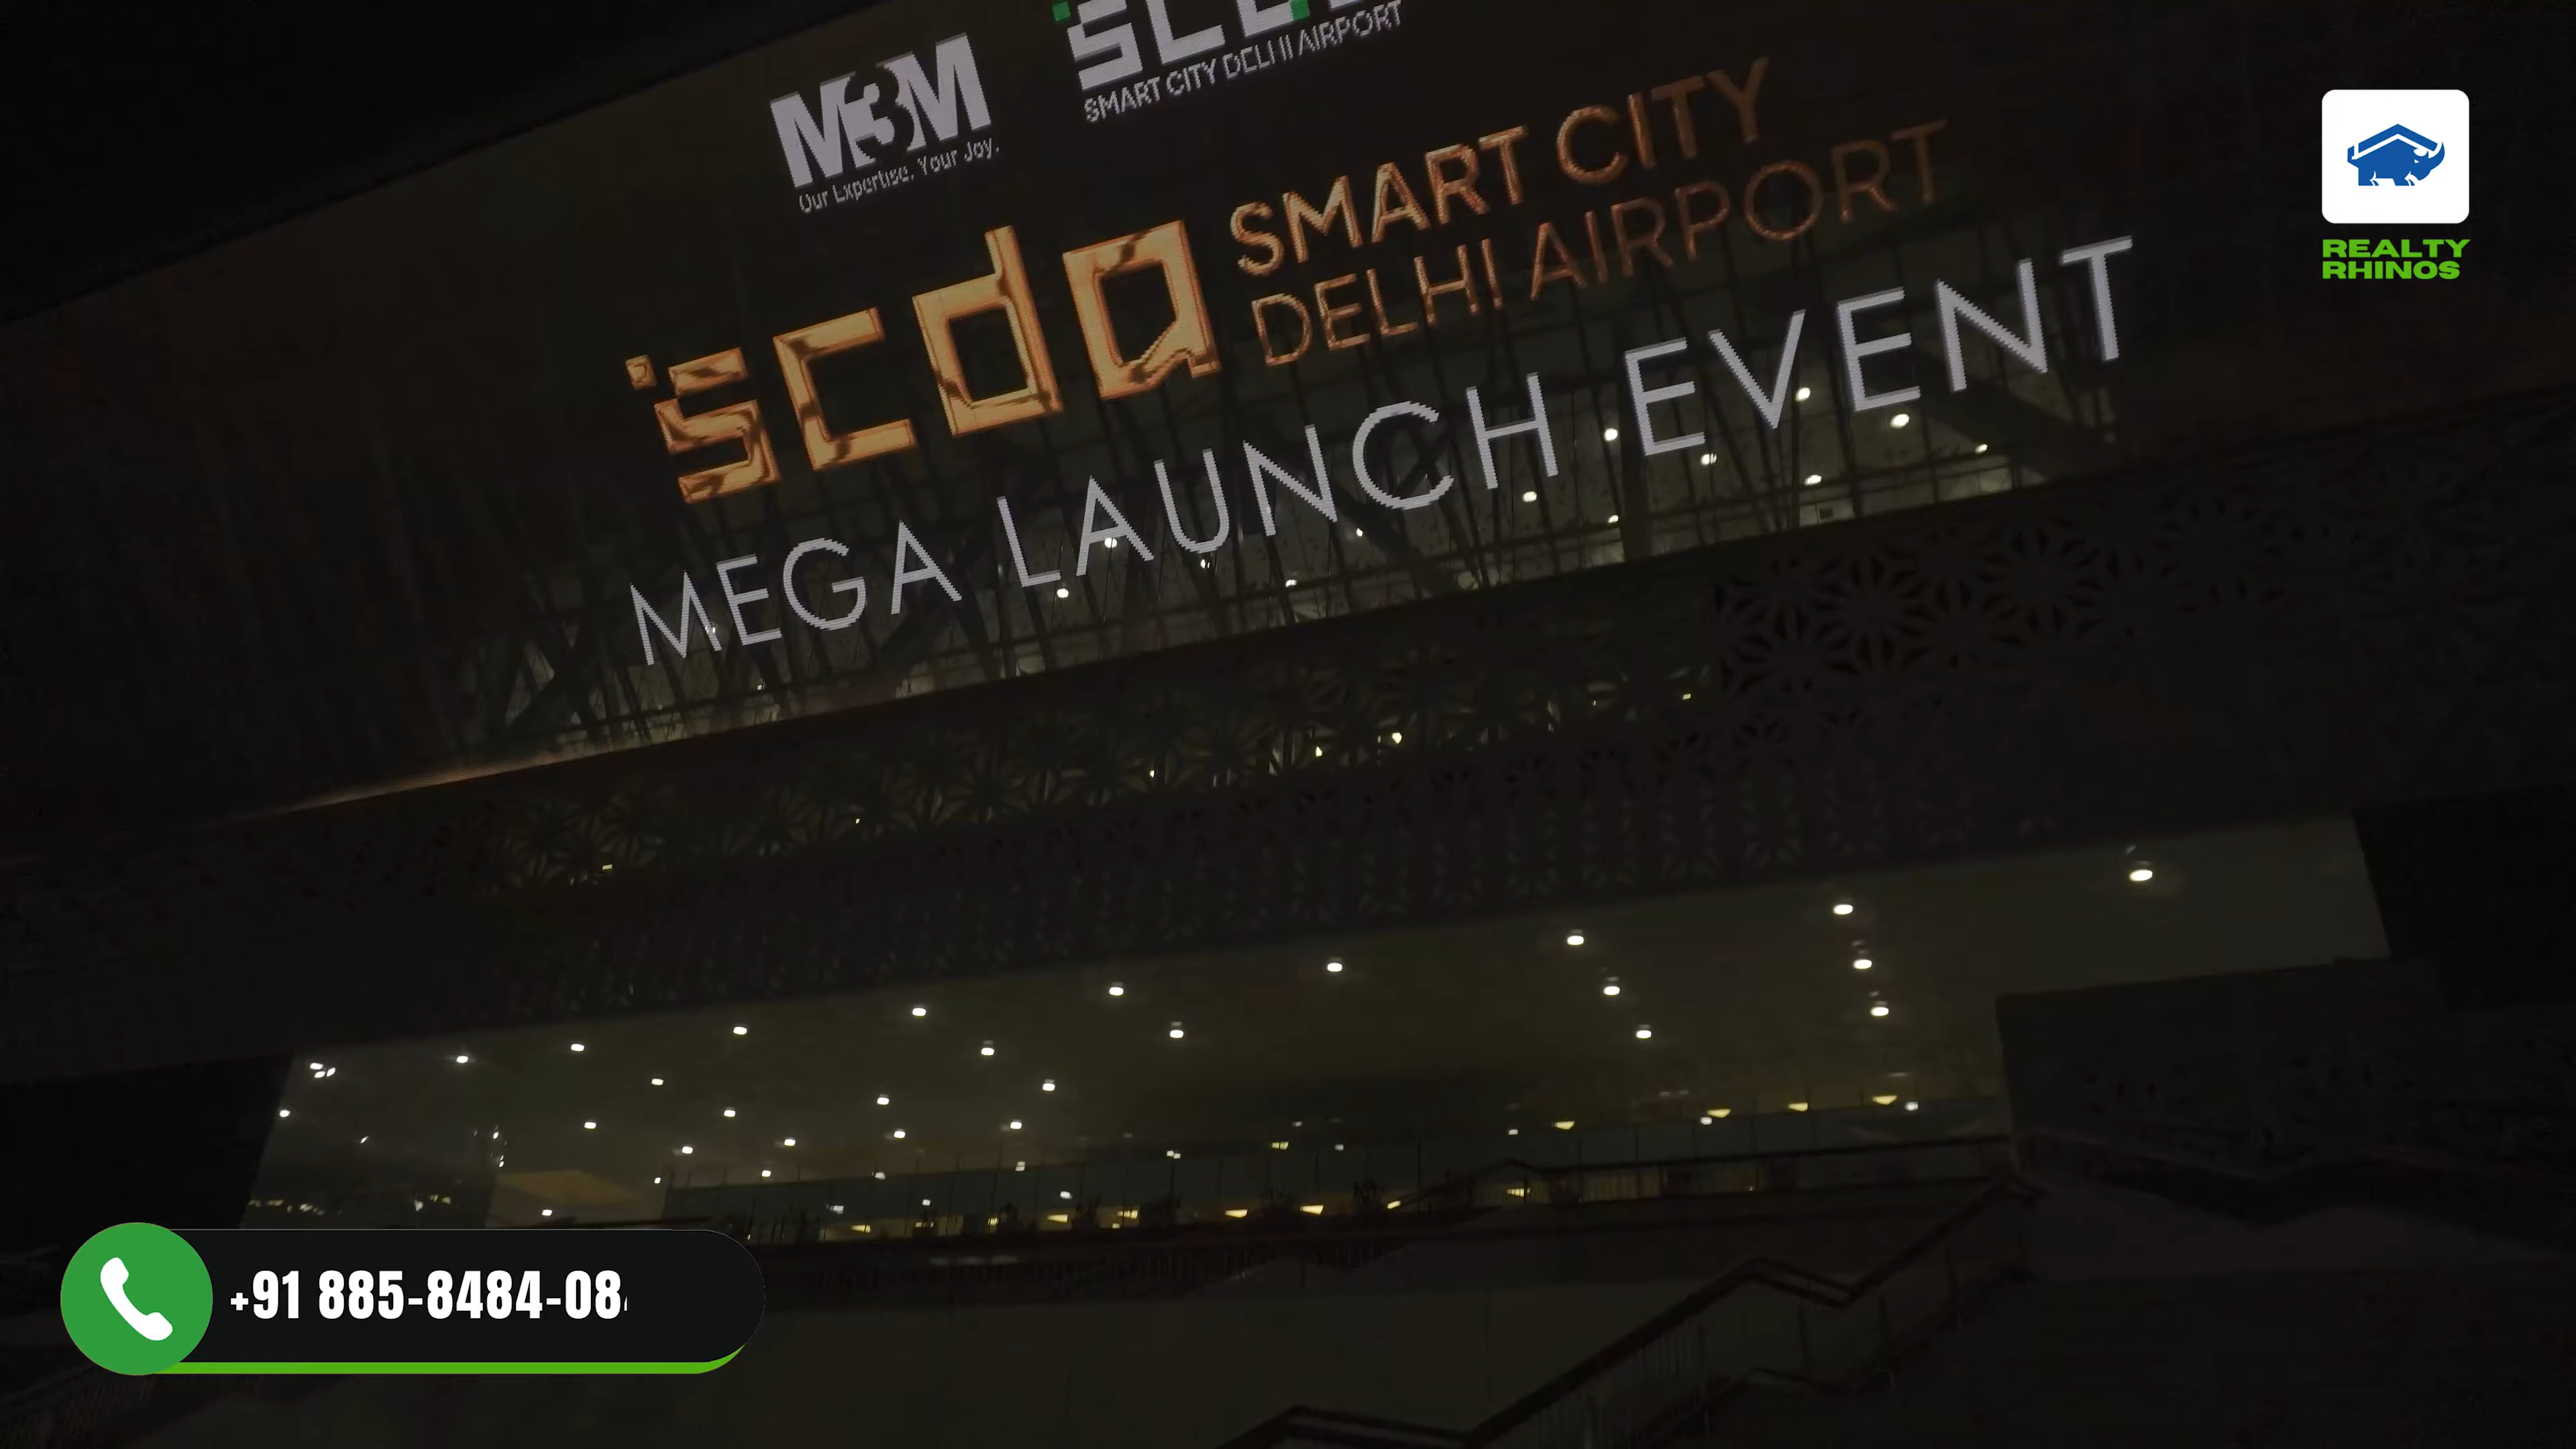 M3M
Our Expertise. Your Joy.
SMART CITY DELHI AIRPORT
scda SMART CITY
DELHI AIRPORT
MEGA LAUNCH EVENT
REALTY
RHINOS
+91 885-8484-08